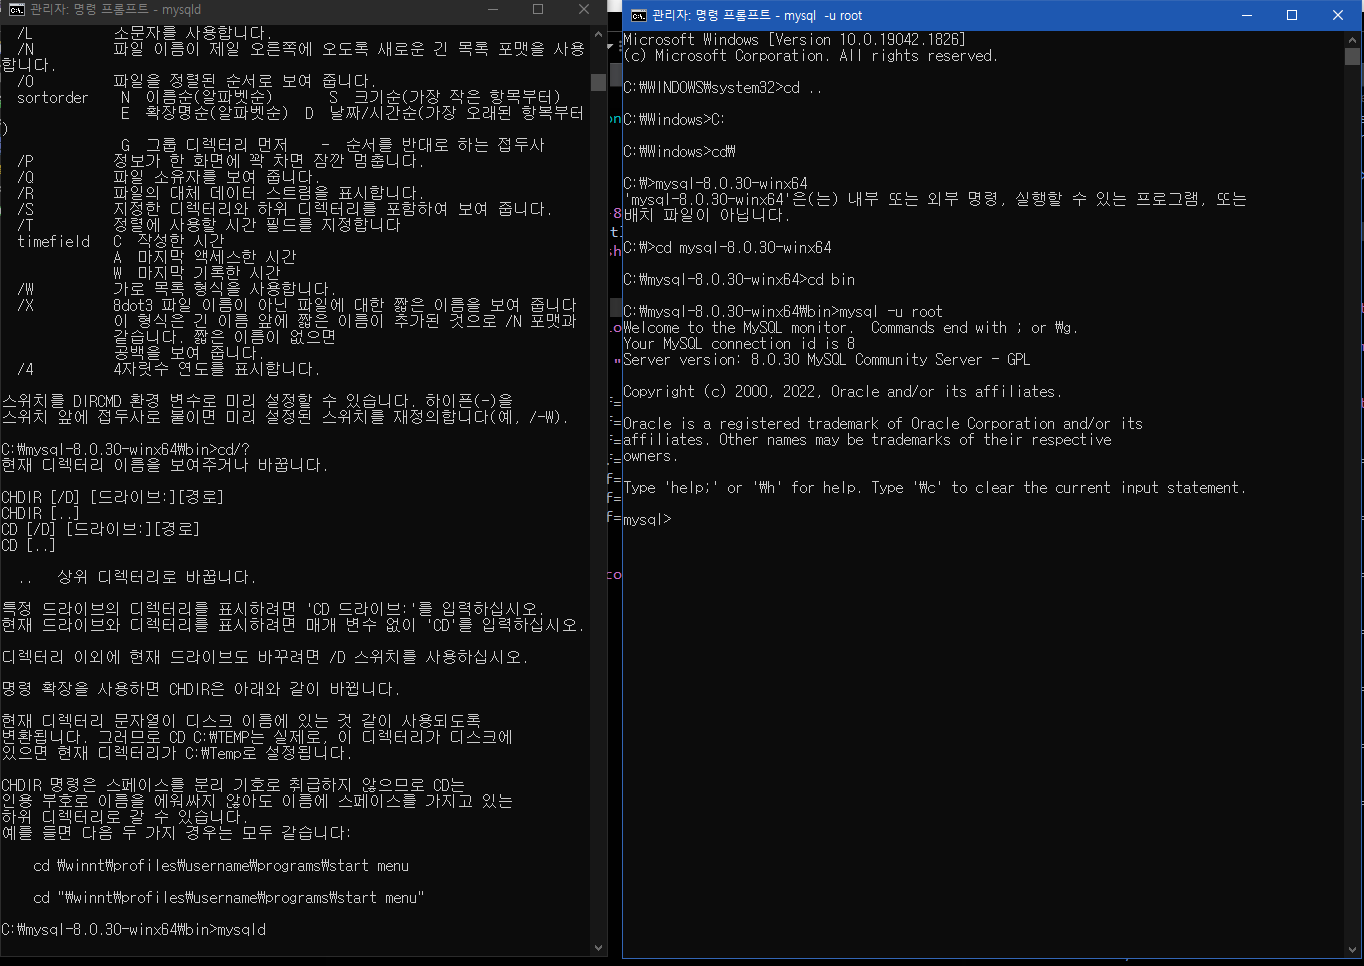 관리자: 명령 프롬프트 - mysqld
/L 소문자를 사용합니다.
/N 파일 이름이 제일 오른쪽에 오도록 새로운 긴 목록 포맷을 사용
합니다.
/O 파일을 정렬된 순서로 보여 줍니다.
sortorder N 이름순(알파벳순) S 크기순(가장 작은 항목부터)
E 확장명순(알파벳순) D 날짜/시간순(가장 오래된 항목부터
)
G 그룹 디렉터리 먼저 - 순서를 반대로 하는 접두사
/P 정보가 한 화면에 꽉 차면 잠깐 멈춥니다.
/Q 파일 소유자를 보여 줍니다.
/R 파일의 대체 데이터 스트림을 표시합니다.
/S 지정한 디렉터리와 하위 디렉터리를 포함하여 보여 줍니다.
/T 정렬에 사용할 시간 필드를 지정합니다
timefield C 작성한 시간
A 마지막 액세스한 시간
W 마지막 기록한 시간
/W 가로 목록 형식을 사용합니다.
/X 8dot3 파일 이름이 아닌 파일에 대한 짧은 이름을 보여 줍니다
이 형식은 긴 이름 앞에 짧은 이름이 추가된 것으로 /N 포맷과
같습니다. 짧은 이름이 없으면
공백을 보여 줍니다.
/4 4자릿수 연도를 표시합니다.
스위치를 DIRCMD 환경 변수로 미리 설정할 수 있습니다. 하이픈(-)을
스위치 앞에 접두사로 붙이면 미리 설정된 스위치를 재정의합니다(예, /-W).
C:₩mysql-8.0.30-winx64₩bin>cd/?
현재 디렉터리 이름을 보여주거나 바꿉니다.
CHDIR [/D] [드라이브:][경로]
CHDIR [..]
CD [/D] [드라이브:][경로]
CD [..]
.. 상위 디렉터리로 바꿉니다.
특정 드라이브의 디렉터리를 표시하려면 'CD 드라이브:'를 입력하십시오.
현재 드라이브와 디렉터리를 표시하려면 매개 변수 없이 'CD'를 입력하십시오.
디렉터리 이외에 현재 드라이브도 바꾸려면 /D 스위치를 사용하십시오.
명령 확장을 사용하면 CHDIR은 아래와 같이 바뀝니다.
현재 디렉터리 문자열이 디스크 이름에 있는 것 같이 사용되도록
변환됩니다. 그러므로 CD C:₩TEMP는 실제로, 이 디렉터리가 디스크에
있으면 현재 디렉터리가 C:₩Temp로 설정됩니다.
CHDIR 명령은 스페이스를 분리 기호로 취급하지 않으므로 CD는
인용 부호로 이름을 에워싸지 않아도 이름에 스페이스를 가지고 있는
하위 디렉터리로 갈 수 있습니다.
예를 들면 다음 두 가지 경우는 모두 같습니다:
cd ₩winnt₩profiles₩username₩programs₩start menu
cd "₩winnt₩profiles₩username₩programs₩start menu"
C:₩mysql-8.0.30-winx64₩bin>mysqld
관리자: 명령 프롬프트 - mysql -u root
Microsoft Windows [Version 10.0.19042.1826]
(c) Microsoft Corporation. All rights reserved.
C:₩WINDOWS₩system32>cd ..
C:₩Windows>C:
C:₩Windows>cd₩
C:₩>mysql-8.0.30-winx64
'mysql-8.0.30-winx64'은(는) 내부 또는 외부 명령, 실행할 수 있는 프로그램, 또는
배치 파일이 아닙니다.
C:₩>cd mysql-8.0.30-winx64
C:₩mysql-8.0.30-winx64>cd bin
C:₩mysql-8.0.30-winx64₩bin>mysql -u root
Welcome to the MySQL monitor. Commands end with ; or ₩g.
Your MySQL connection id is 8
Server version: 8.0.30 MySQL Community Server - GPL
Copyright (c) 2000, 2022, Oracle and/or its affiliates.
Oracle is a registered trademark of Oracle Corporation and/or its
affiliates. Other names may be trademarks of their respective
owners.
Type 'help;' or '₩h' for help. Type '₩c' to clear the current input statement.
mysql>